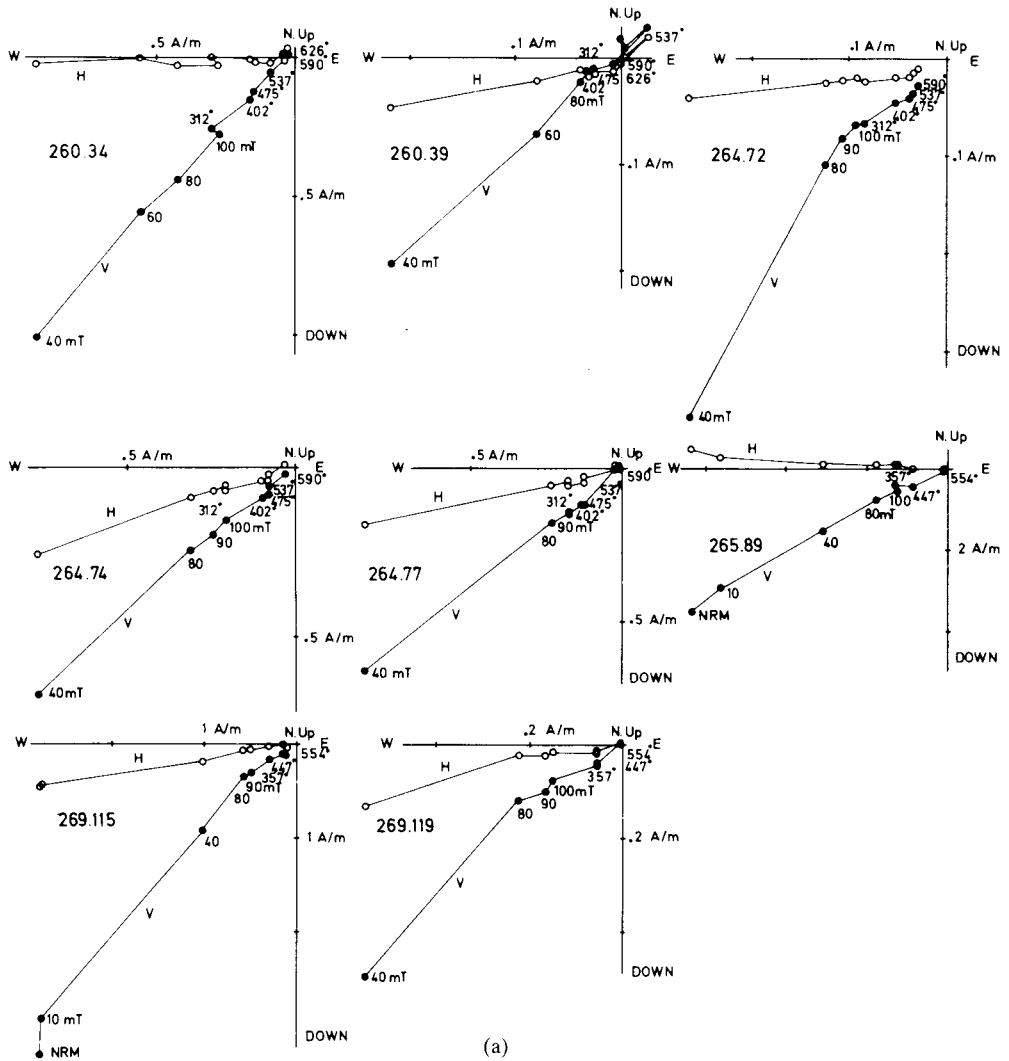 N.Up
.5 A/m
W
E
626°
590°
H
537°
475°
402°
312°
100 mT
260.34
80
.5 A/m
60
V
40 mT
DOWN
N.Up
.1 A/m
537°
W
E
312°
590°
626°
H
475°
402
80mT
60
260.39
.1 A/m
V
40 mT
DOWN
N.Up
.1 A/m
W
E
H
590°
537°
475°
402°
312°
100 mT
90
264.72
.1 A/m
80
V
DOWN
40mT
N.Up
.5 A/m
W
E
590°
537°
H
475°
312°
402°
100 mT
90
264.74
80
V
.5 A/m
40mT
N.Up
.5 A/m
W
E
537°
H
475°
312°
402°
90mT
264.77
80
V
.5 A/m
40 mT
DOWN
N.Up
W
H
E
554°
357°
447°
100
80mT
265.89
40
2 A/m
10
V
NRM
DOWN
N.Up
1 A/m
W
E
H
554°
447°
357°
90mT
269.115
80
40
1 A/m
V
10 mT
NRM
DOWN
N.Up
.2 A/m
W
.E
H
554°
447°
357°
100mT
269.119
90
80
.2 A/m
V
40 mT
DOWN
(a)